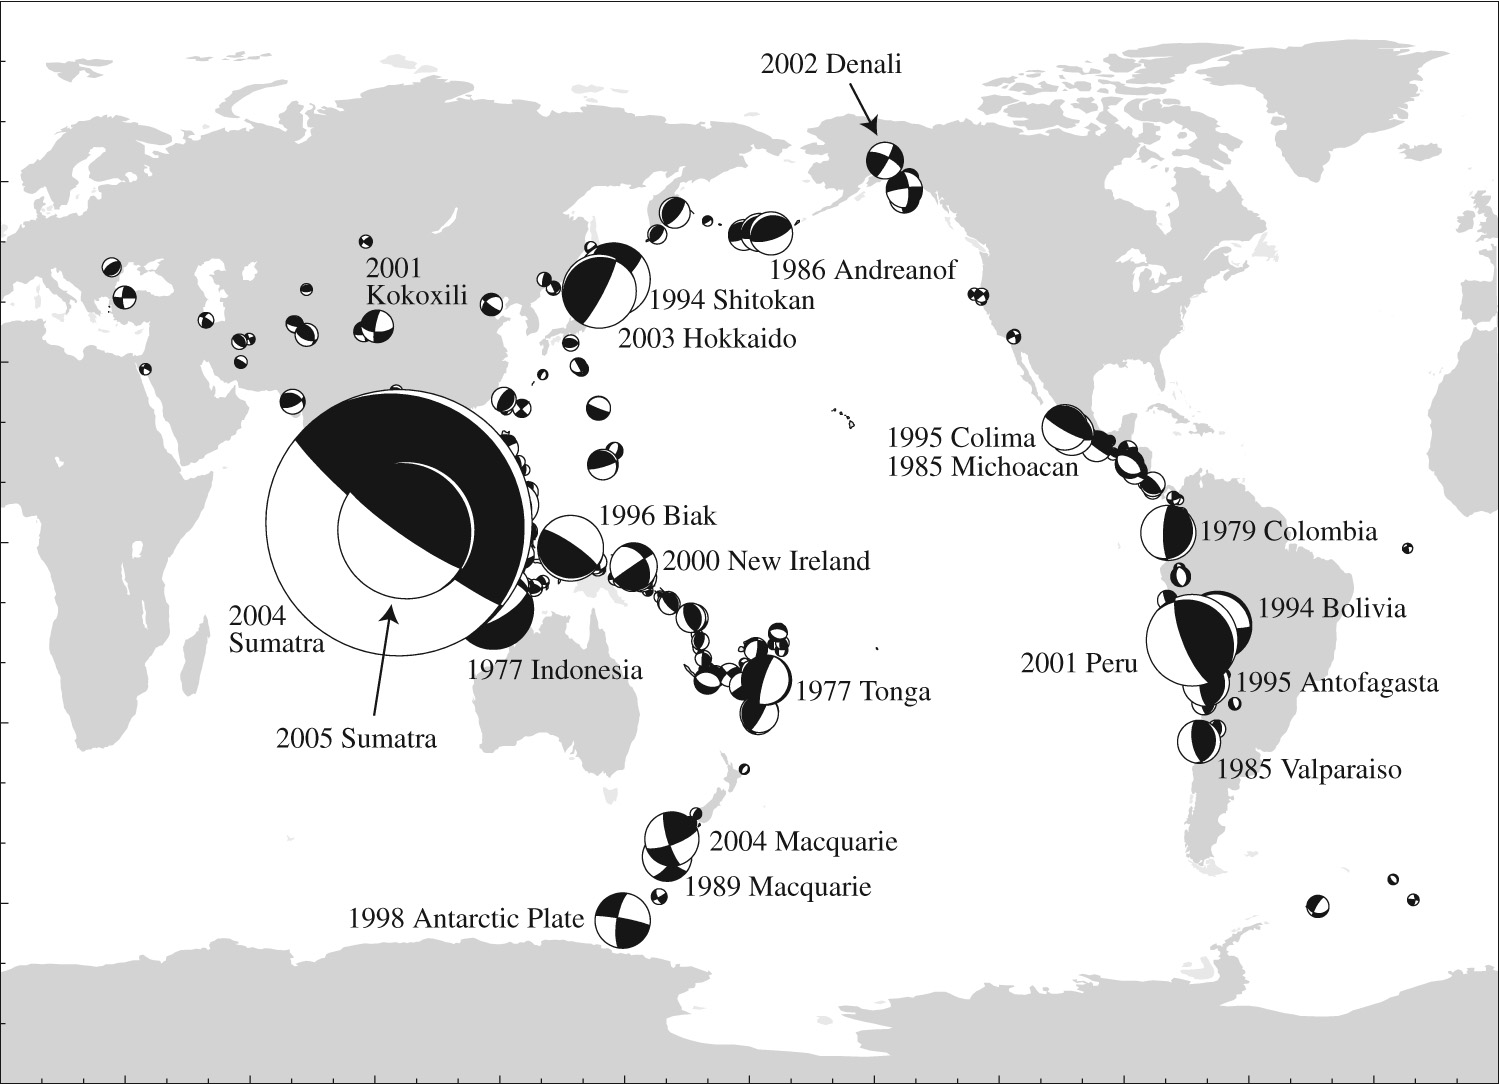 2002 Denali
2001
Kokoxili
1986 Andreanof
1994 Shitokan
2003 Hokkaido
1995 Colima
1985 Michoacan
1996 Biak
1979 Colombia
2000 New Ireland
1994 Bolivia
2004
Sumatra
1977 Indonesia
2001 Peru
1995 Antofagasta
1977 Tonga
2005 Sumatra
1985 Valparaiso
2004 Macquarie
1989 Macquarie
1998 Antarctic Plate